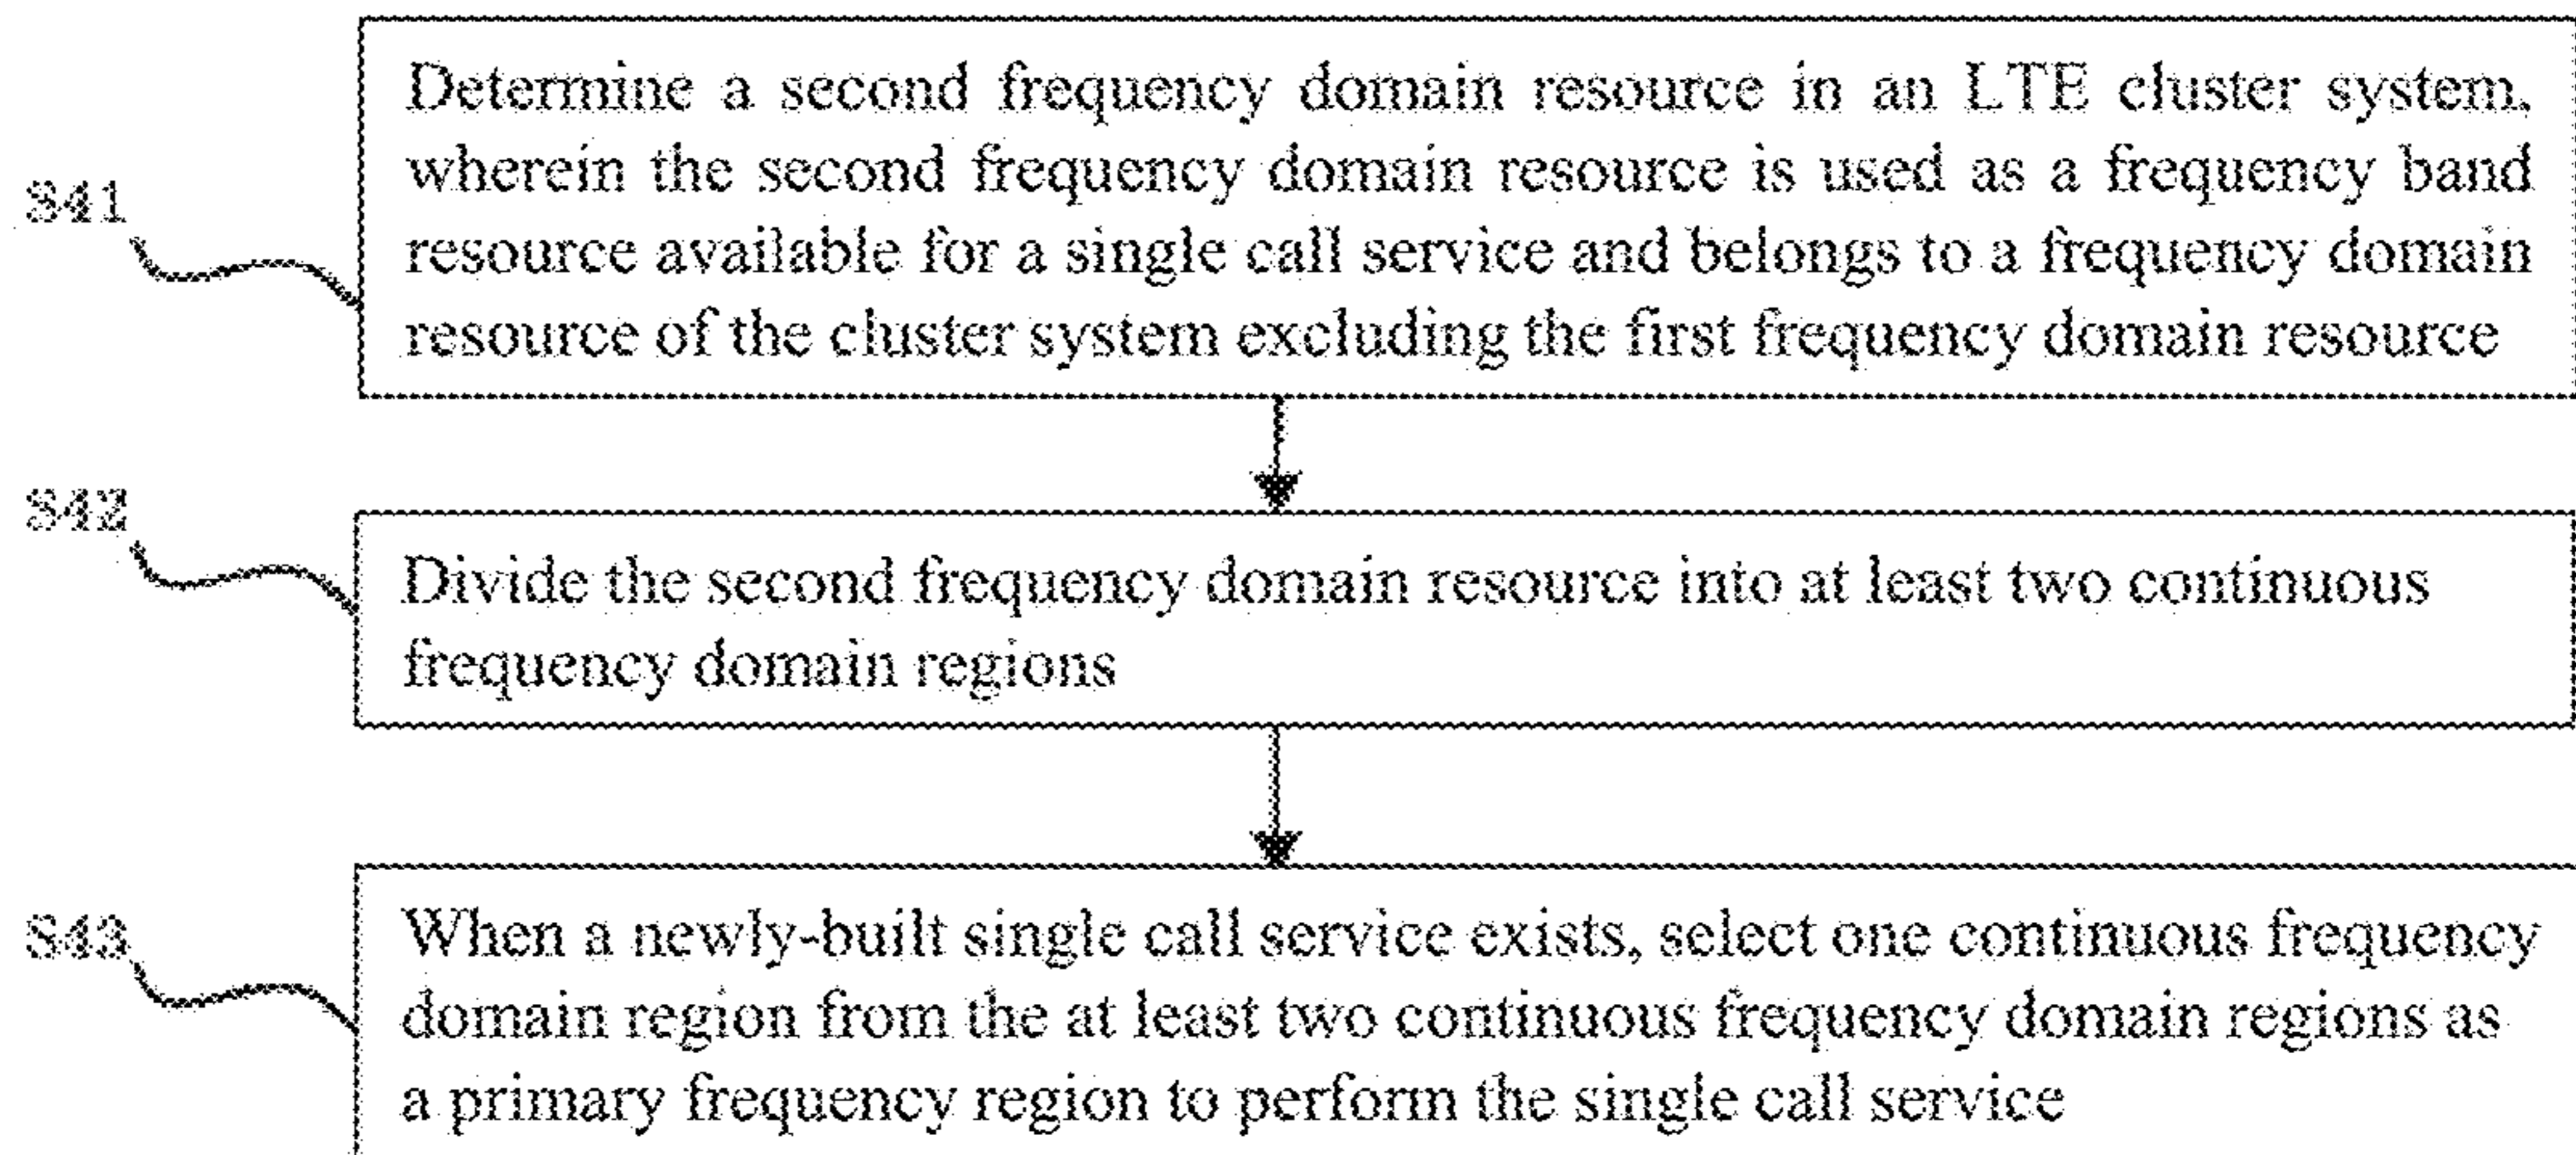 S41
Determine a second frequency domain resource in an LTE cluster system,
wherein the second frequency domain resource is used as a frequency band
resource available for a single call service and belongs to a frequency domain
resource of the cluster system excluding the first frequency domain resource
S42
Divide the second frequency domain resource into at least two continuous
frequency domain regions
S43
When a newly-built single call service exists, select one continuous frequency
domain region from the at least two continuous frequency domain regions as
a primary frequency region to perform the single call service